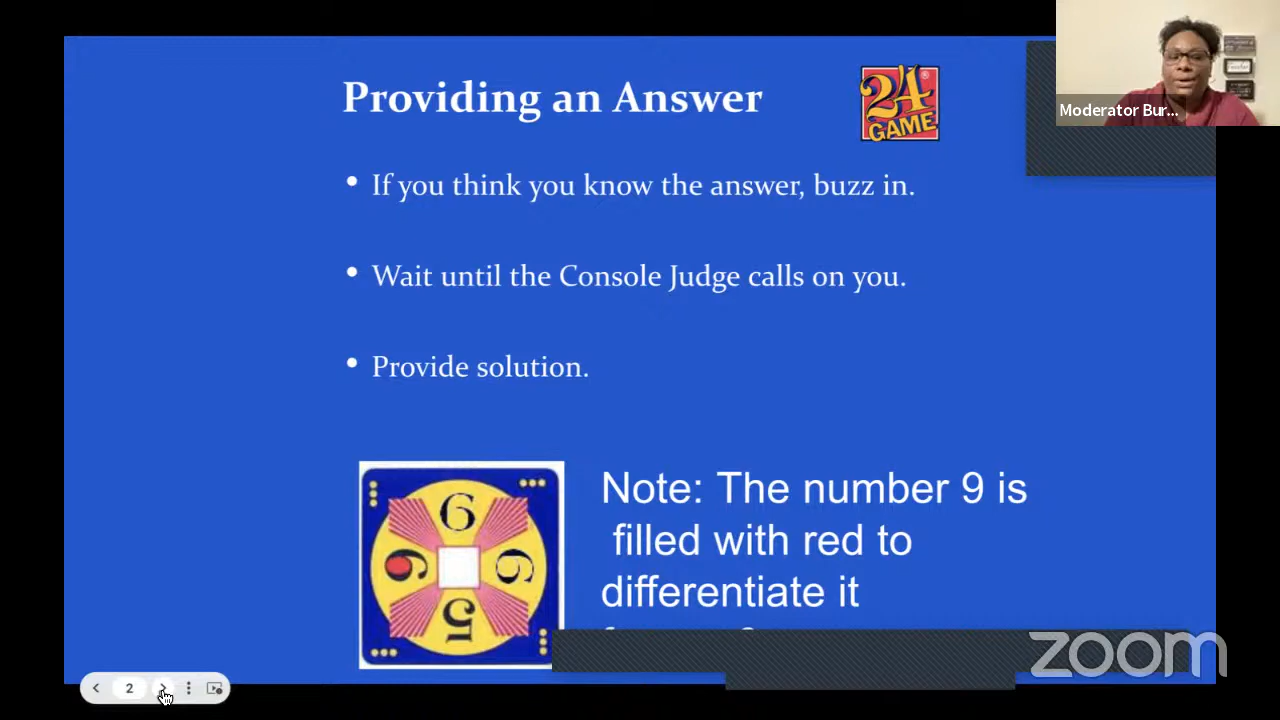 Providing an Answer
24
GAME
Moderator Bur...
• If you think you know the answer, buzz in.
• Wait until the Console Judge calls on you.
• Provide solution.
6
9
6
5
Note: The number 9 is
filled with red to
differentiate it
zoom
2